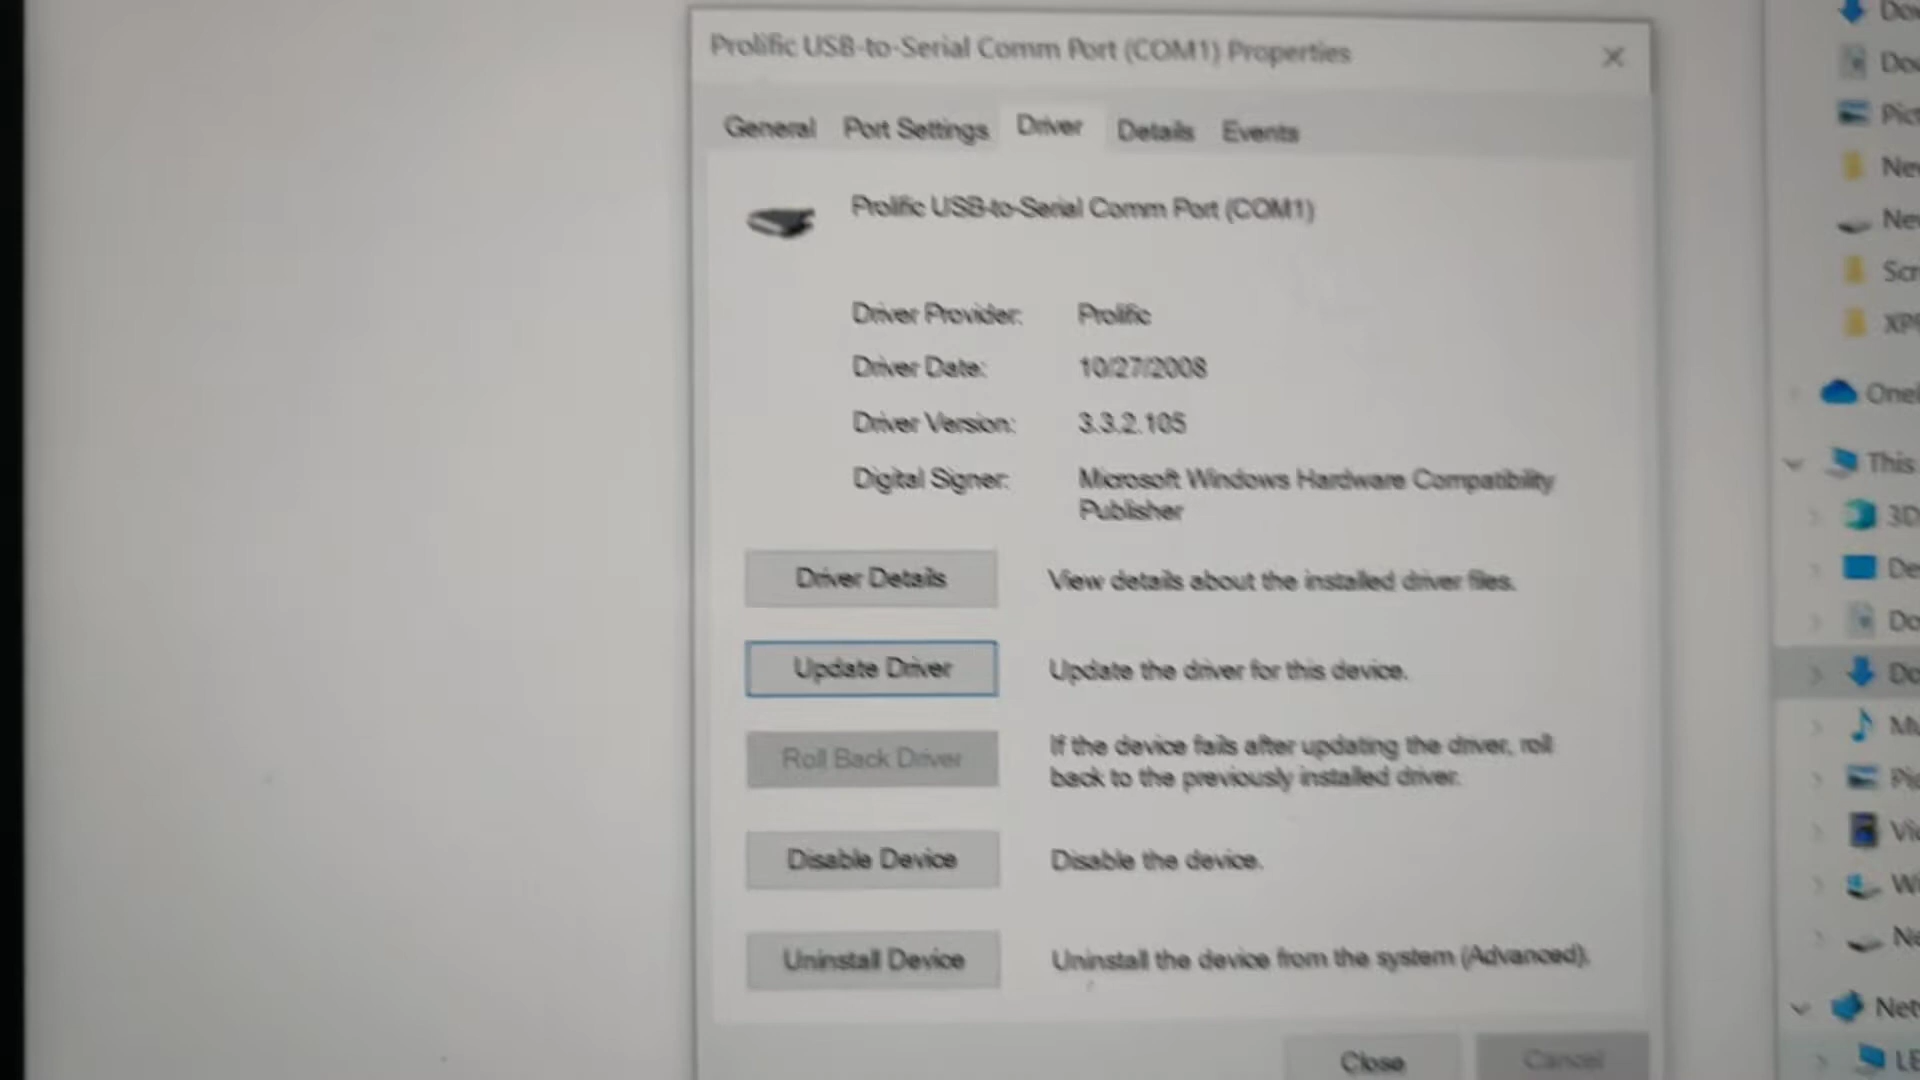 Prolific USB-to-Serial Comm Port (COM1) Properties
General Port Settings Driver Details Events
Prolific USB-to-Serial Comm Port (COM1)
Driver Provider: Prolific
Driver Date: 10/27/2008
Driver Version: 3.3.2.105
Digital Signer: Microsoft Windows Hardware Compatibility
Publisher
Driver Details View details about the installed driver files.
Update Driver Update the driver for this device.
Roll Back Driver If the device fails after updating the driver, roll
back to the previously installed driver.
Disable Device Disable the device.
Uninstall Device Uninstall the device from the system (Advanced).
Close Cancel
This
3D